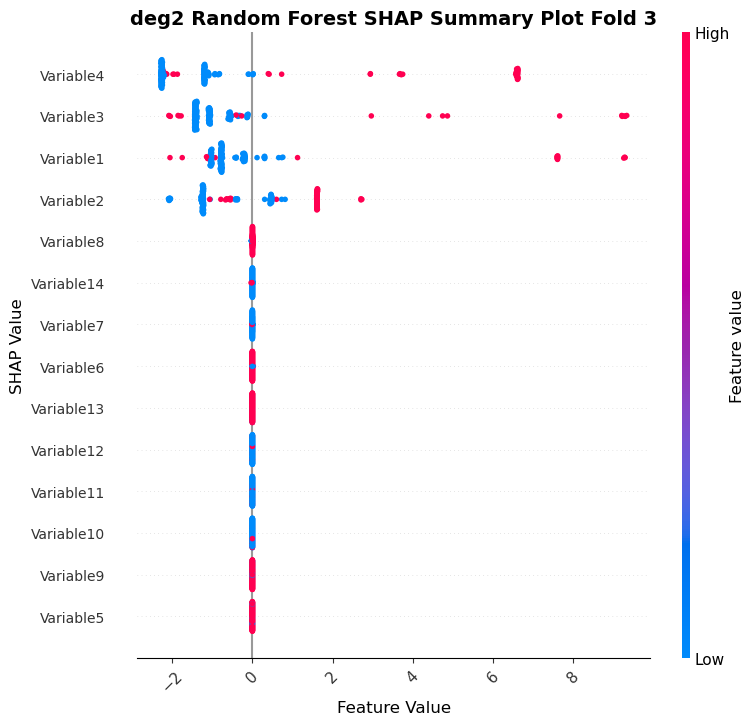 deg2 Random Forest SHAP Summary Plot Fold 3
High
Variable4
Variable3
Variable1
Variable2
Variable8
Variable14
Variable7
Variable6
Variable13
Variable12
Variable11
Variable10
Variable9
Variable5
SHAP Value
Feature value
Low
−2
0
2
4
6
8
Feature Value